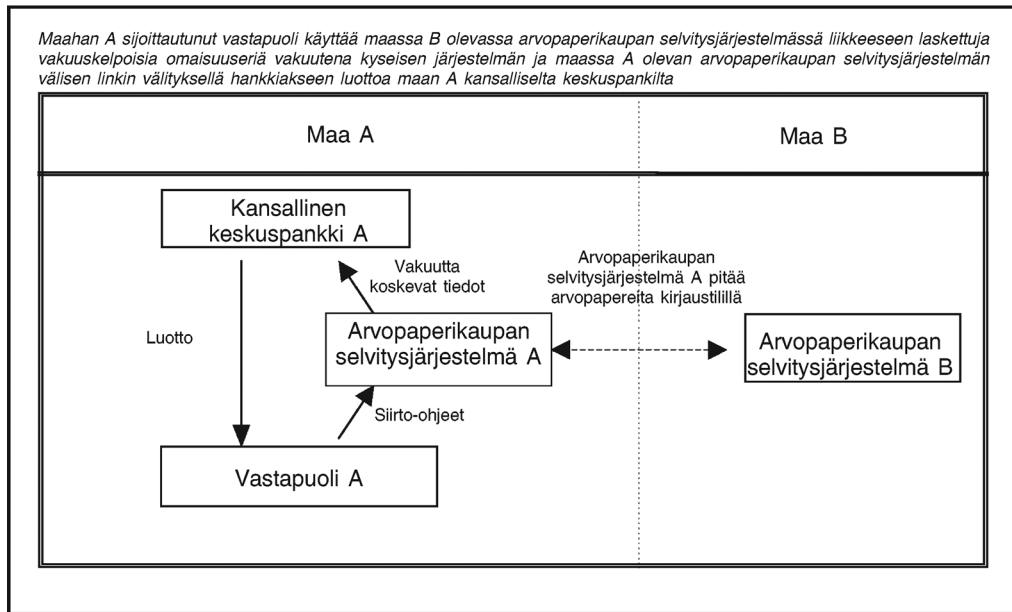 Maahan A sijoittautunut vastapuoli käyttää maassa B olevassa arvopaperikaupan selvitysjärjestelmässä liikkeeseen laskettuja
vakuuskelpoisia omaisuuseriä vakuutena kyseisen järjestelmän ja maassa A olevan arvopaperikaupan selvitysjärjestelmän
välisen linkin välityksellä hankkiakseen luottoa maan A kansalliselta keskuspankilta
Maa A
Maa B
Kansallinen
keskuspankki A
Vakuutta
koskevat tiedot
Arvopaperikaupan
selvitysjärjestelmä A pitää
arvopapereita kirjaustilillä
Luotto
Arvopaperikaupan
selvitysjärjestelmä A
Arvopaperikaupan
selvitysjärjestelmä B
Siirto-ohjeet
Vastapuoli A